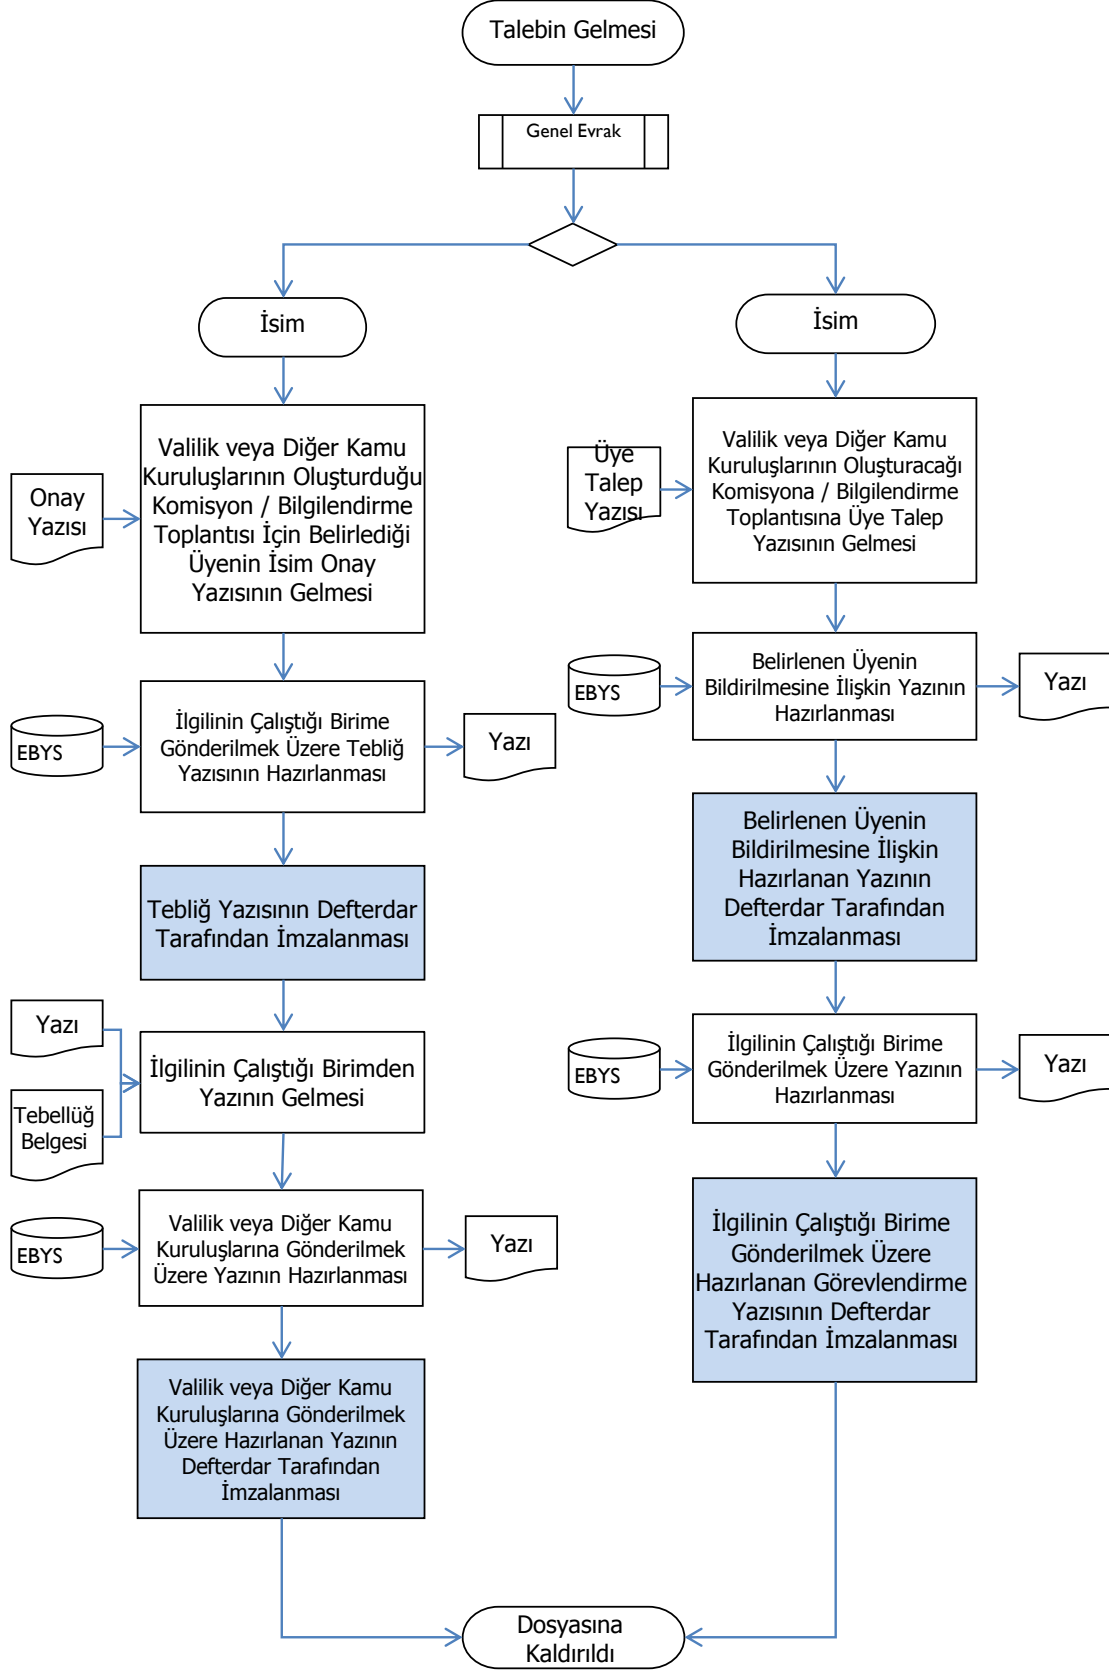 Talebin Gelmesi
Genel Evrak
İsim
Valilik veya Diğer Kamu
Kuruluşlarının Oluşturduğu
Komisyon / Bilgilendirme
Toplantısı İçin Belirlediği
Üyenin İsim Onay
Yazısının Gelmesi
Onay
Yazısı
İlgilinin Çalıştığı Birime
Gönderilmek Üzere Tebliğ
Yazısının Hazırlanması
EBYS
Yazı
Tebliğ Yazısının Defterdar
Tarafından İmzalanması
Yazı
Tebellüğ
Belgesi
İlgilinin Çalıştığı Birimden
Yazının Gelmesi
EBYS
Valilik veya Diğer Kamu
Kuruluşlarına Gönderilmek
Üzere Yazının Hazırlanması
Yazı
Valilik veya Diğer Kamu
Kuruluşlarına Gönderilmek
Üzere Hazırlanan Yazının
Defterdar Tarafından
İmzalanması
İsim
Üye
Talep
Yazısı
Valilik veya Diğer Kamu
Kuruluşlarının Oluşturacağı
Komisyona / Bilgilendirme
Toplantısına Üye Talep
Yazısının Gelmesi
EBYS
Belirlenen Üyenin
Bildirilmesine İlişkin Yazının
Hazırlanması
Yazı
Belirlenen Üyenin
Bildirilmesine İlişkin
Hazırlanan Yazının
Defterdar Tarafından
İmzalanması
EBYS
İlgilinin Çalıştığı Birime
Gönderilmek Üzere Yazının
Hazırlanması
Yazı
İlgilinin Çalıştığı Birime
Gönderilmek Üzere
Hazırlanan Görevlendirme
Yazısının Defterdar
Tarafından İmzalanması
Dosyasına
Kaldırıldı